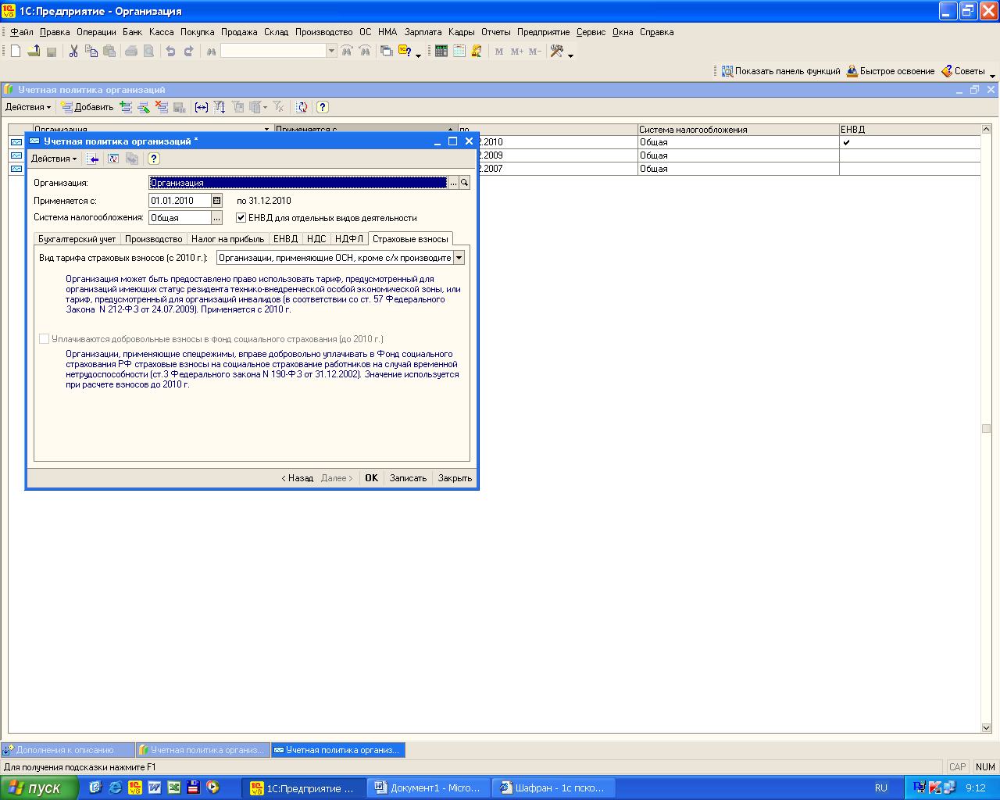 1С:Предприятие - Организация
Файл Правка Операции Банк Касса Покупка Продажа Склад Производство ОС НМА Зарплата Кадры Отчеты Предприятие Сервис Окна Справка
M M+ M-
Показать панель функций Быстрое освоение Советы
Учетная политика организаций
Действия Добавить
Организация Применяется с по Система налогообложения ЕНВД
2.2010 Общая
2.2009 Общая
2.2007 Общая
Учетная политика организаций *
Действия
Организация: Организация ...
Применяется с: 01.01.2010 по 31.12.2010
Система налогообложения: Общая ... ЕНВД для отдельных видов деятельности
Бухгалтерский учет Производство Налог на прибыль ЕНВД НДС НДФЛ Страховые взносы
Вид тарифа страховых взносов (с 2010 г.): Организации, применяющие ОСН, кроме с/х производите
Организация может быть предоставлено право использовать тариф, предусмотренный для
организаций имеющих статус резидента технико-внедренческой особой экономической зоны, или
тариф, предусмотренный для организаций инвалидов (в соответствии со ст. 57 Федерального
Закона N 212-ФЗ от 24.07.2009). Применяется с 2010 г.
Уплачиваются добровольные взносы в Фонд социального страхования (до 2010 г.)
Организации, применяющие спецрежимы, вправе добровольно уплачивать в Фонд социального
страхования РФ страховые взносы на социальное страхование работников на случай временной
нетрудоспособности (ст.3 Федерального закона N 190-ФЗ от 31.12.2002). Значение используется
при расчете взносов до 2010 г.
< Назад Далее > OK Записать Закрыть
Дополнения к описанию Учетная политика организ... Учетная политика организ...
Для получения подсказки нажмите F1 CAP NUM
пуск 1С:Предприятие ... Документ1 - Micro... Шафран - 1с пско... RU 9:12